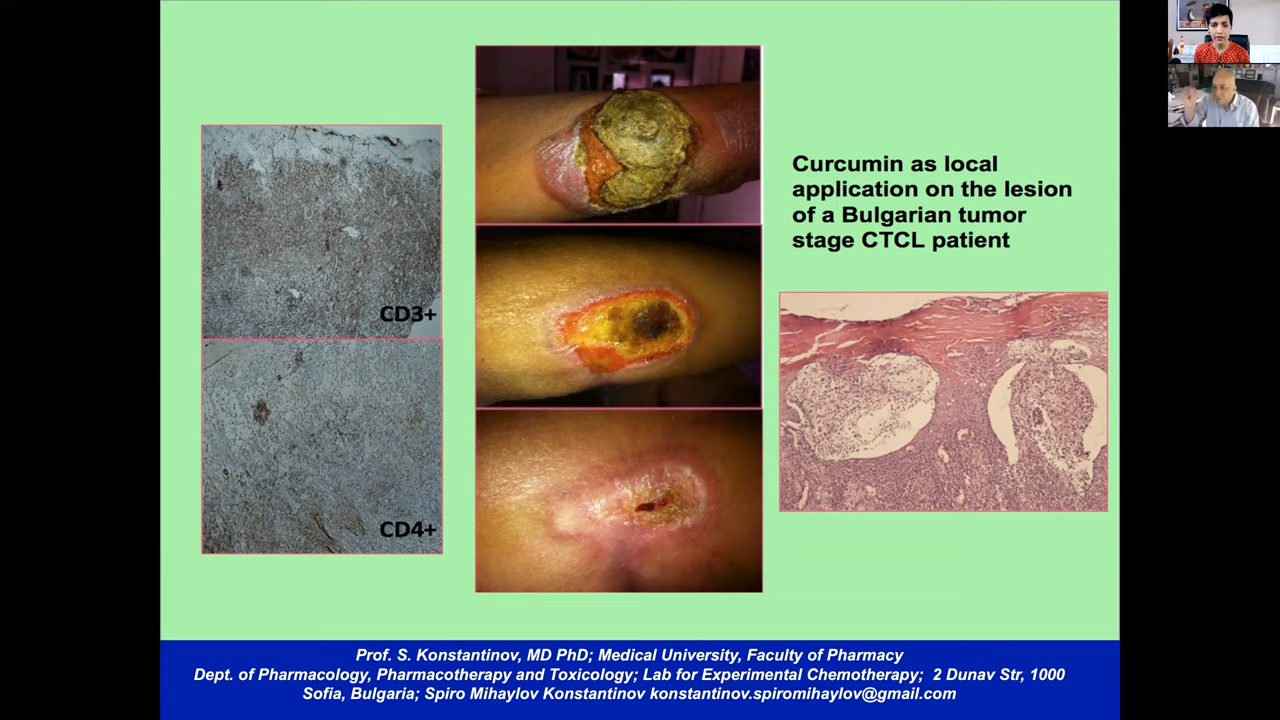 Curcumin as local
application on the lesion
of a Bulgarian tumor
stage CTCL patient
CD3+
CD4+
Prof. S. Konstantinov, MD PhD; Medical University, Faculty of Pharmacy
Dept. of Pharmacology, Pharmacotherapy and Toxicology; Lab for Experimental Chemotherapy; 2 Dunav Str, 1000
Sofia, Bulgaria; Spiro Mihaylov Konstantinov konstantinov.spiromihaylov@gmail.com